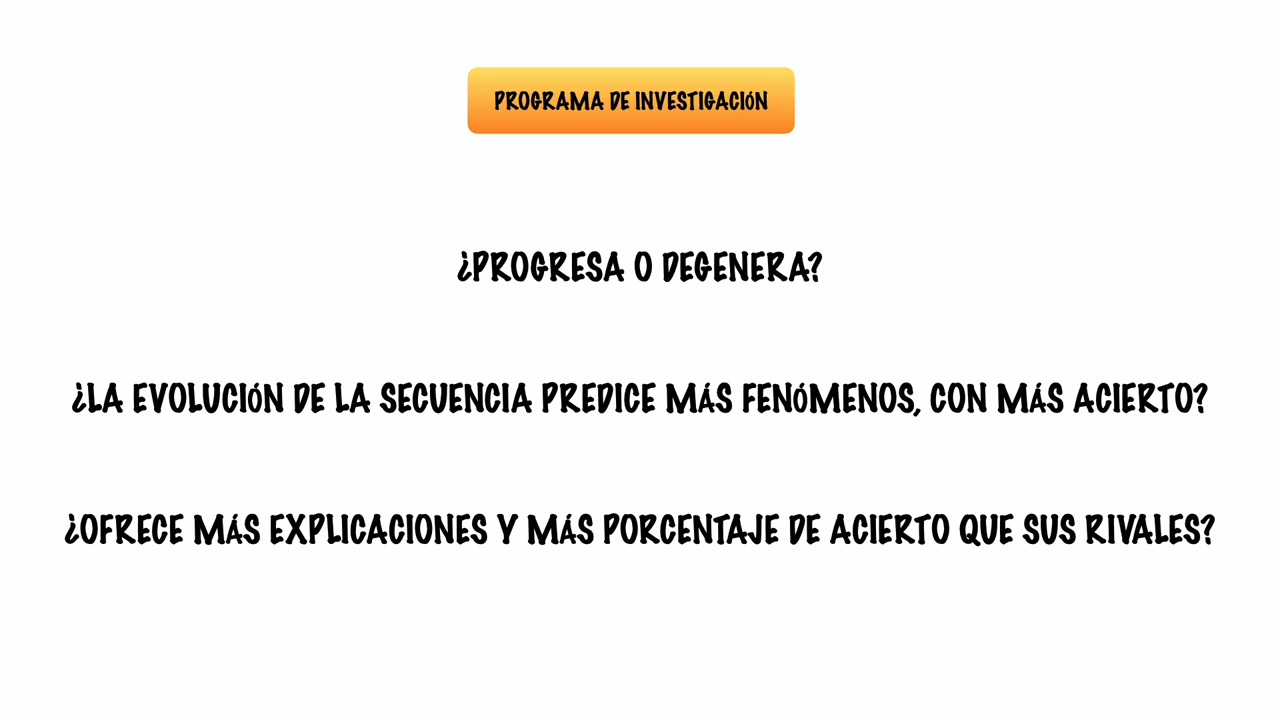 PROGRAMA DE INVESTIGACIÓN
¿PROGRESA O DEGENERA?
¿LA EVOLUCIÓN DE LA SECUENCIA PREDICE MÁS FENÓMENOS, CON MÁS ACIERTO?
¿OFRECE MÁS EXPLICACIONES Y MÁS PORCENTAJE DE ACIERTO QUE SUS RIVALES?